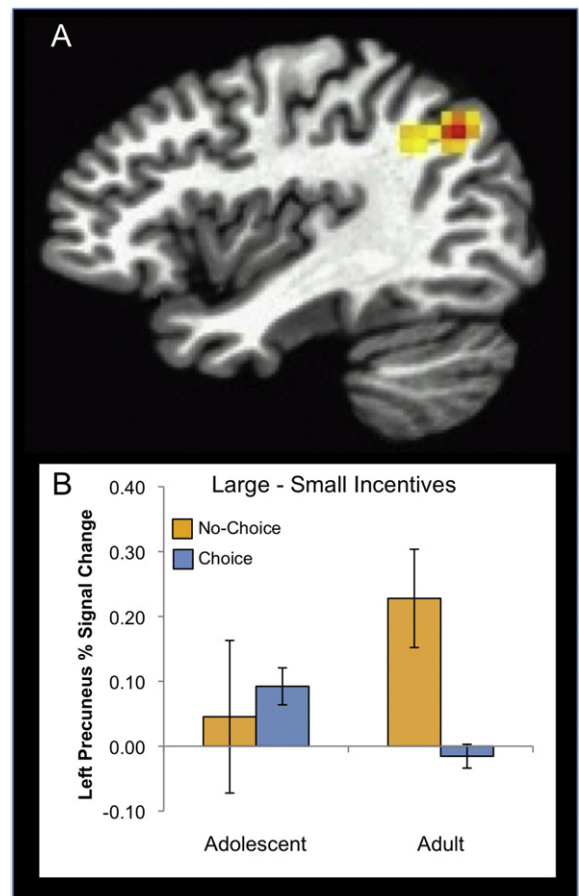 A
B
Large - Small Incentives
No-Choice
Choice
Left Precuneus % Signal Change
0.40
0.30
0.20
0.10
0.00
-0.10
Adolescent Adult